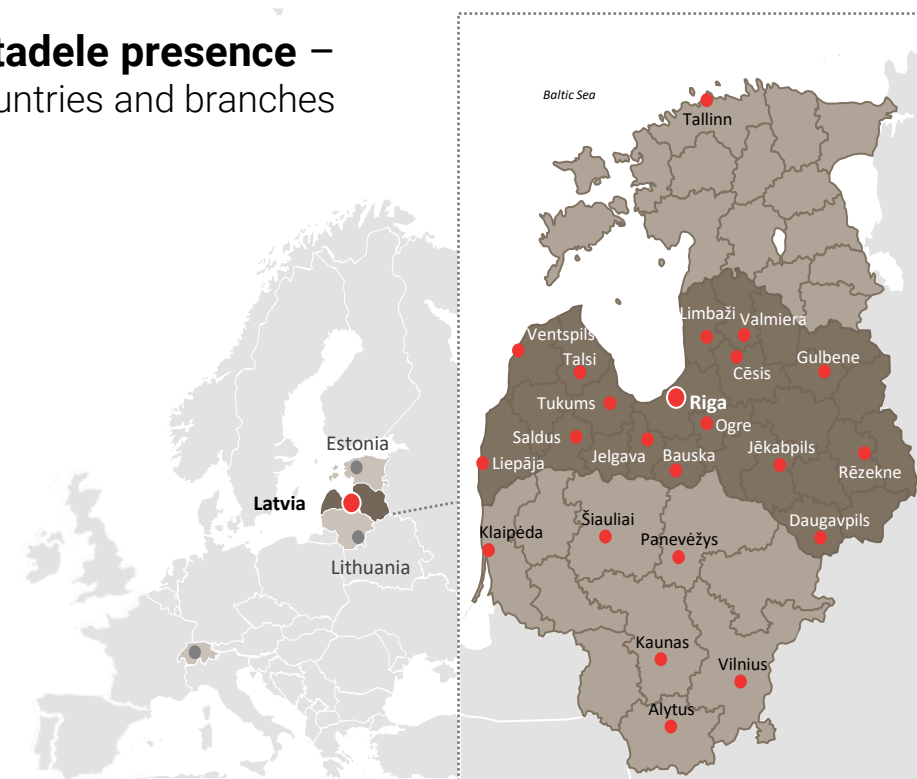 tadele presence –
untries and branches
Baltic Sea
Tallinn
Limbaži
Valmiera
Ventspils
Talsi
Gulbene
Cēsis
Tukums
Riga
Ogre
Saldus
Jelgava
Bauska
Jēkabpils
Liepāja
Rēzekne
Daugavpils
Klaipėda
Šiauliai
Panevėžys
Kaunas
Vilnius
Alytus
Estonia
Latvia
Lithuania